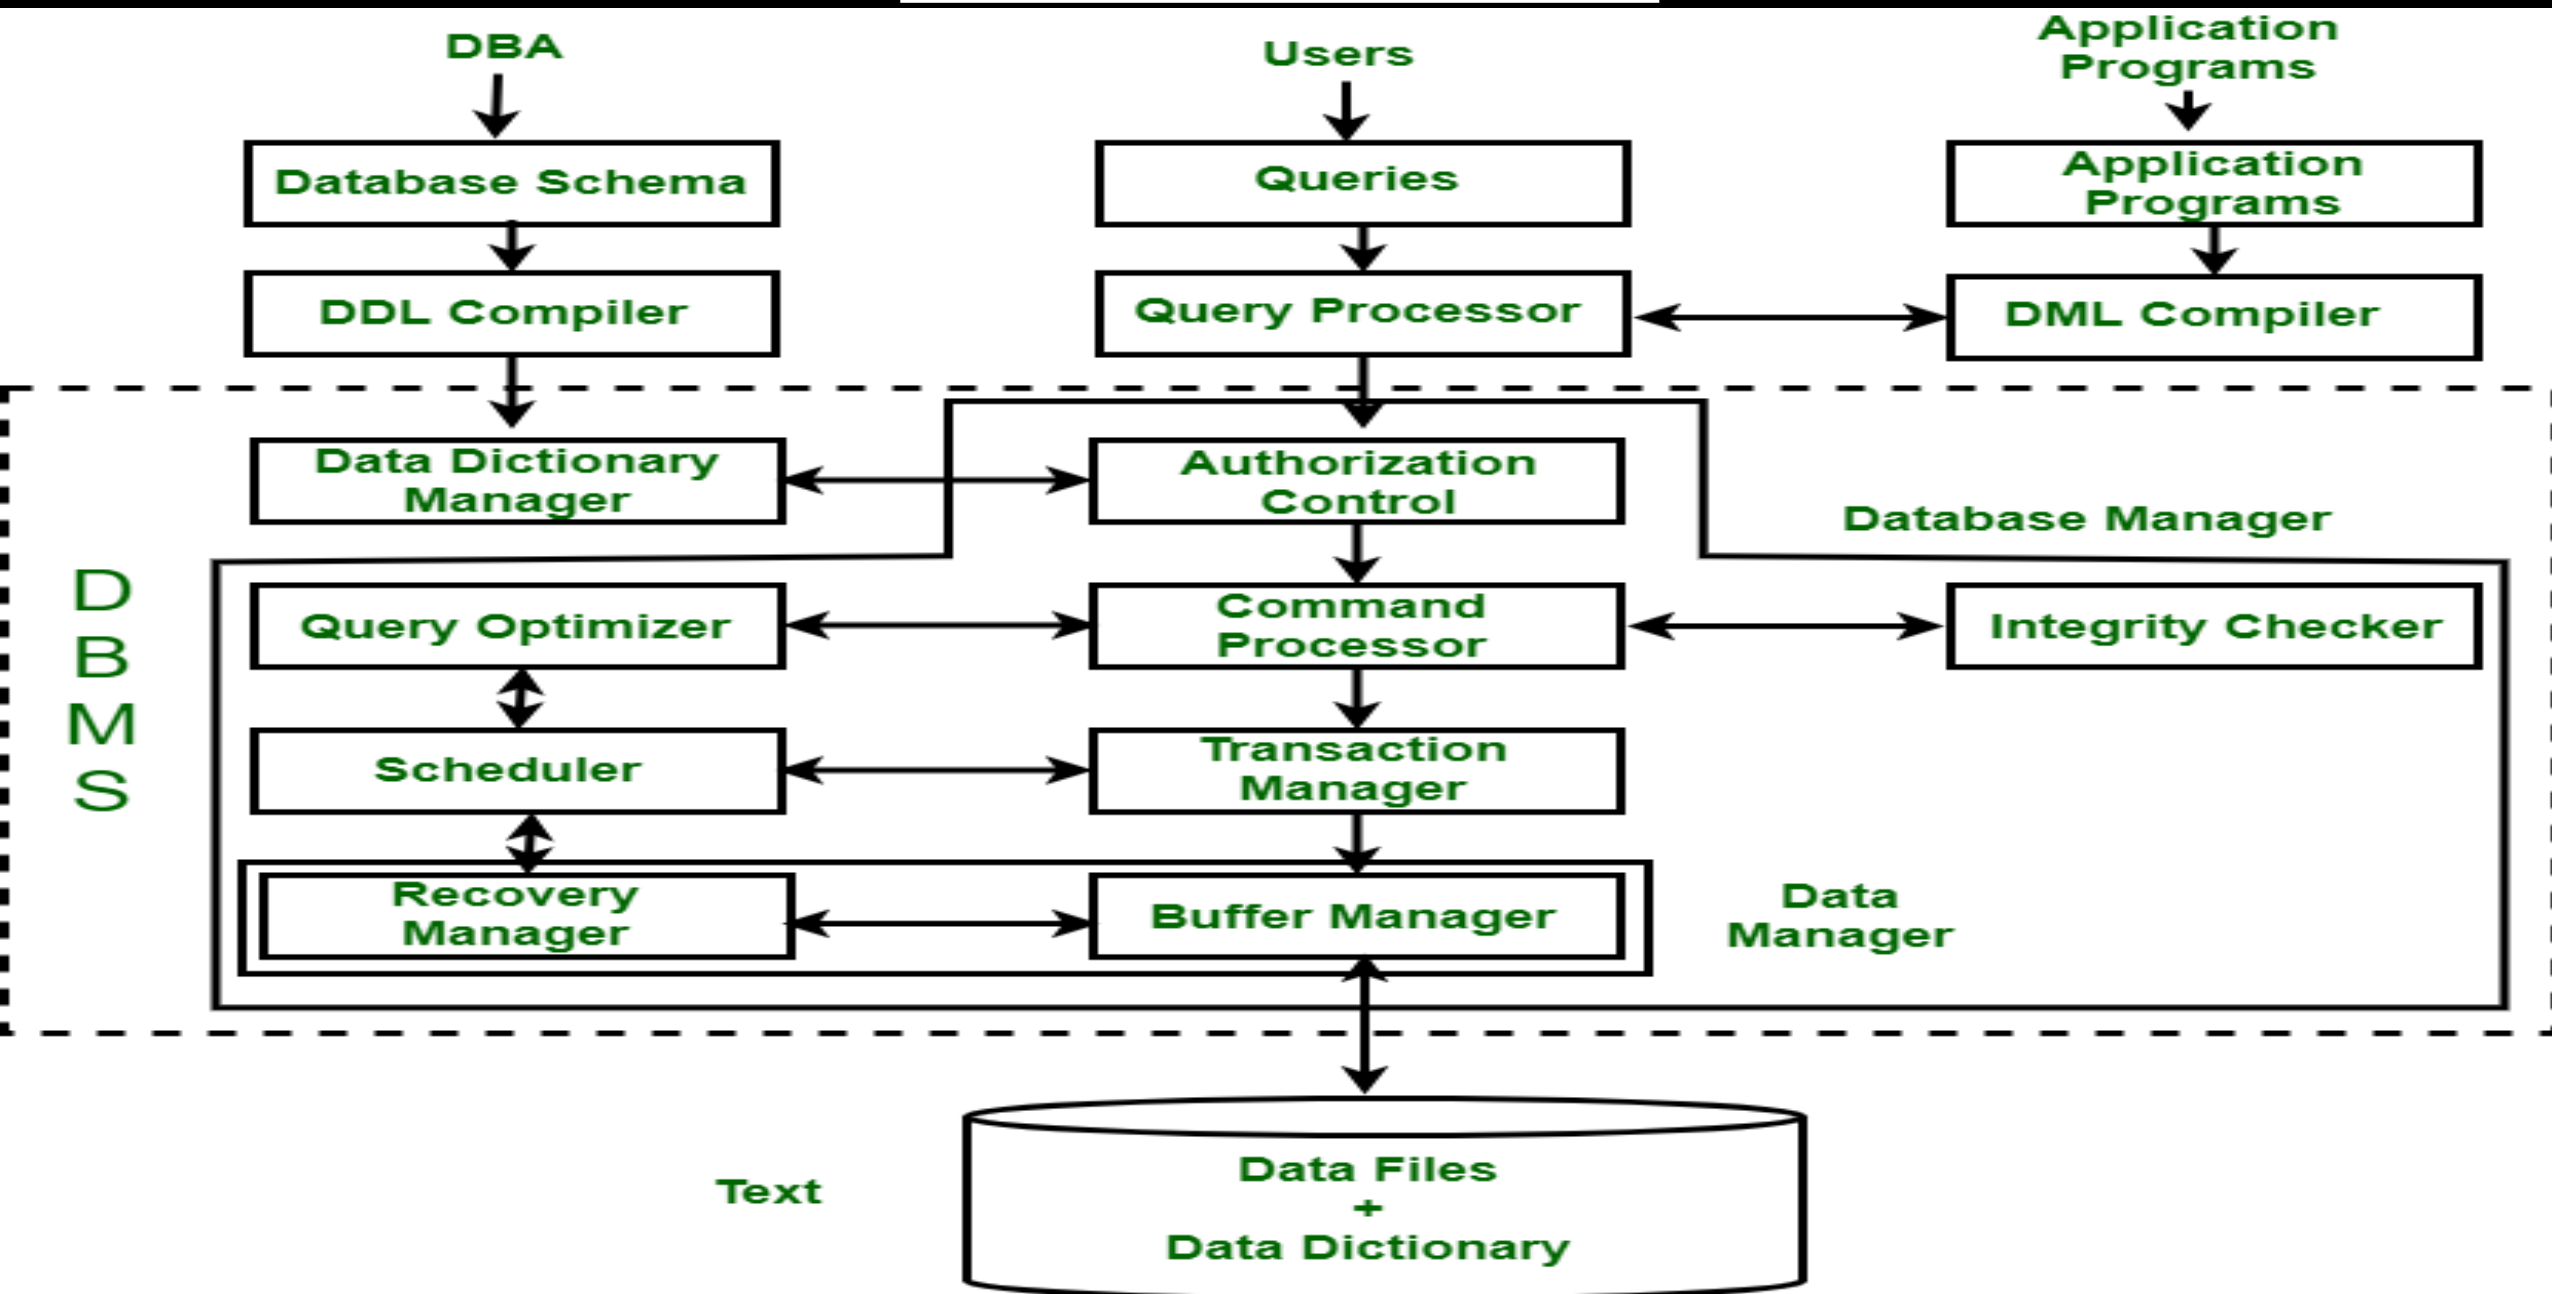 DBA
Users
Application
Programs
Database Schema
Queries
Application
Programs
DDL Compiler
Query Processor
DML Compiler
Data Dictionary
Manager
Authorization
Control
Database Manager
D
B
M
S
Query Optimizer
Command
Processor
Integrity Checker
Scheduler
Transaction
Manager
Recovery
Manager
Buffer Manager
Data
Manager
Text
Data Files
+
Data Dictionary